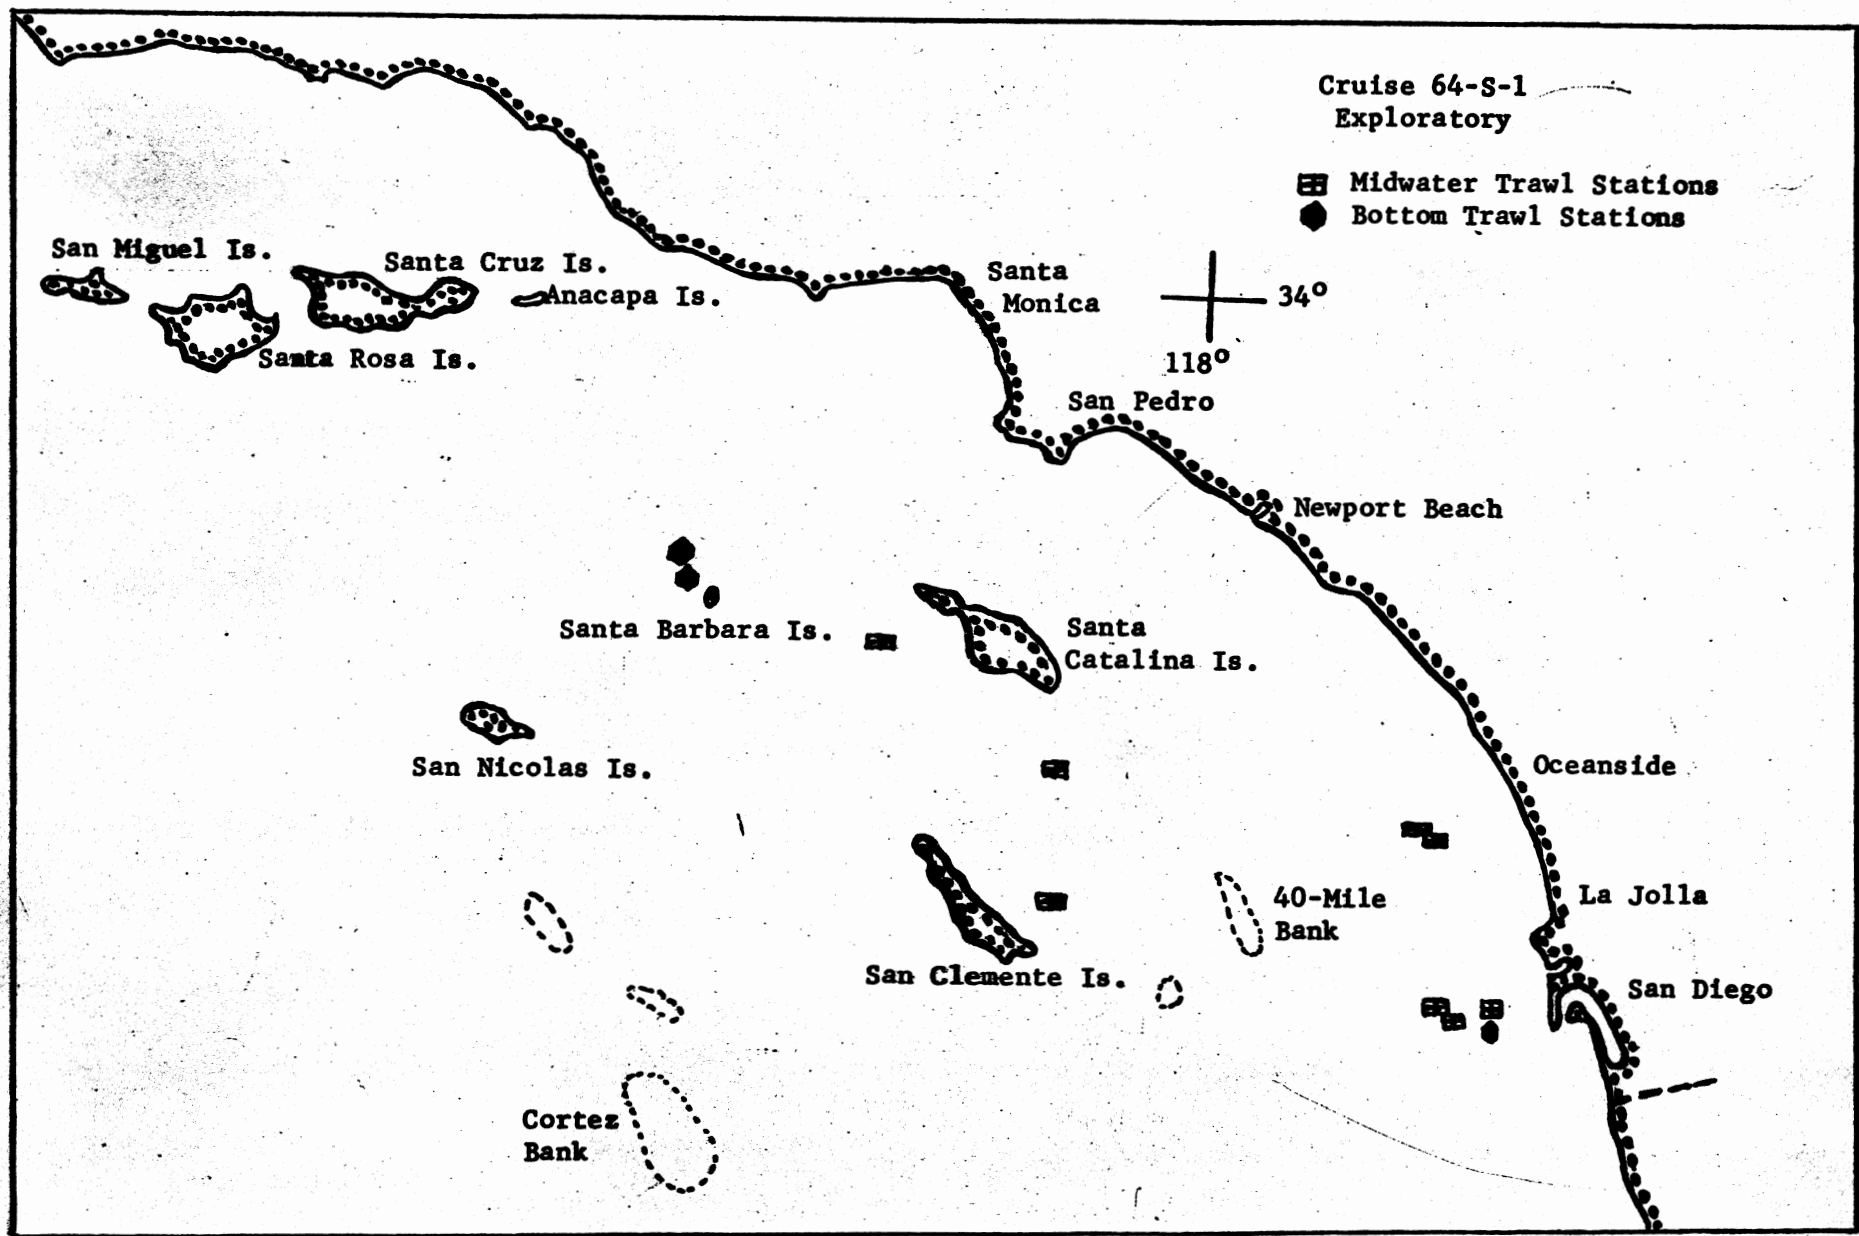 Cruise 64-S-1
Exploratory
Midwater Trawl Stations
Bottom Trawl Stations
San Miguel Is.
Santa Cruz Is.
Anacapa Is.
Santa Rosa Is.
Santa
Monica
34°
118°
San Pedro
Newport Beach
Santa Barbara Is.
Santa
Catalina Is.
San Nicolas Is.
Oceanside
40-Mile
Bank
La Jolla
San Clemente Is.
San Diego
Cortez
Bank